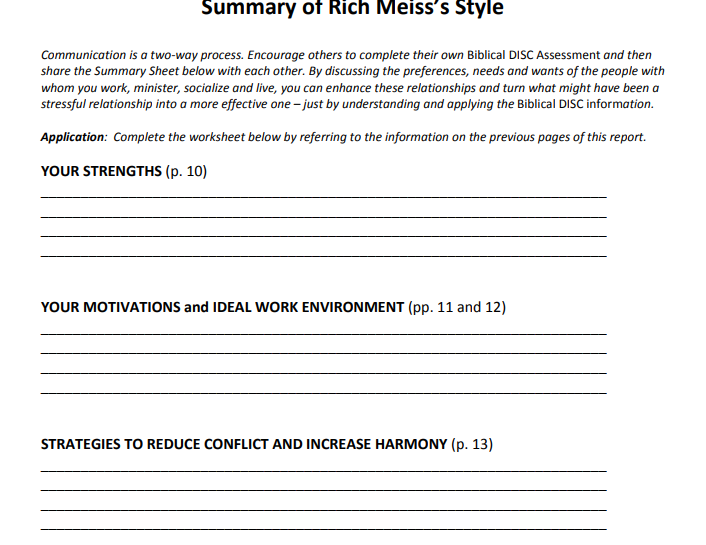 Summary of Rich Meiss's Style
Communication is a two-way process. Encourage others to complete their own Biblical DISC Assessment and then
share the Summary Sheet below with each other. By discussing the preferences, needs and wants of the people with
whom you work, minister, socialize and live, you can enhance these relationships and turn what might have been a
stressful relationship into a more effective one – just by understanding and applying the Biblical DISC information.
Application: Complete the worksheet below by referring to the information on the previous pages of this report.
YOUR STRENGTHS (p. 10)
YOUR MOTIVATIONS and IDEAL WORK ENVIRONMENT (pp. 11 and 12)
STRATEGIES TO REDUCE CONFLICT AND INCREASE HARMONY (p. 13)